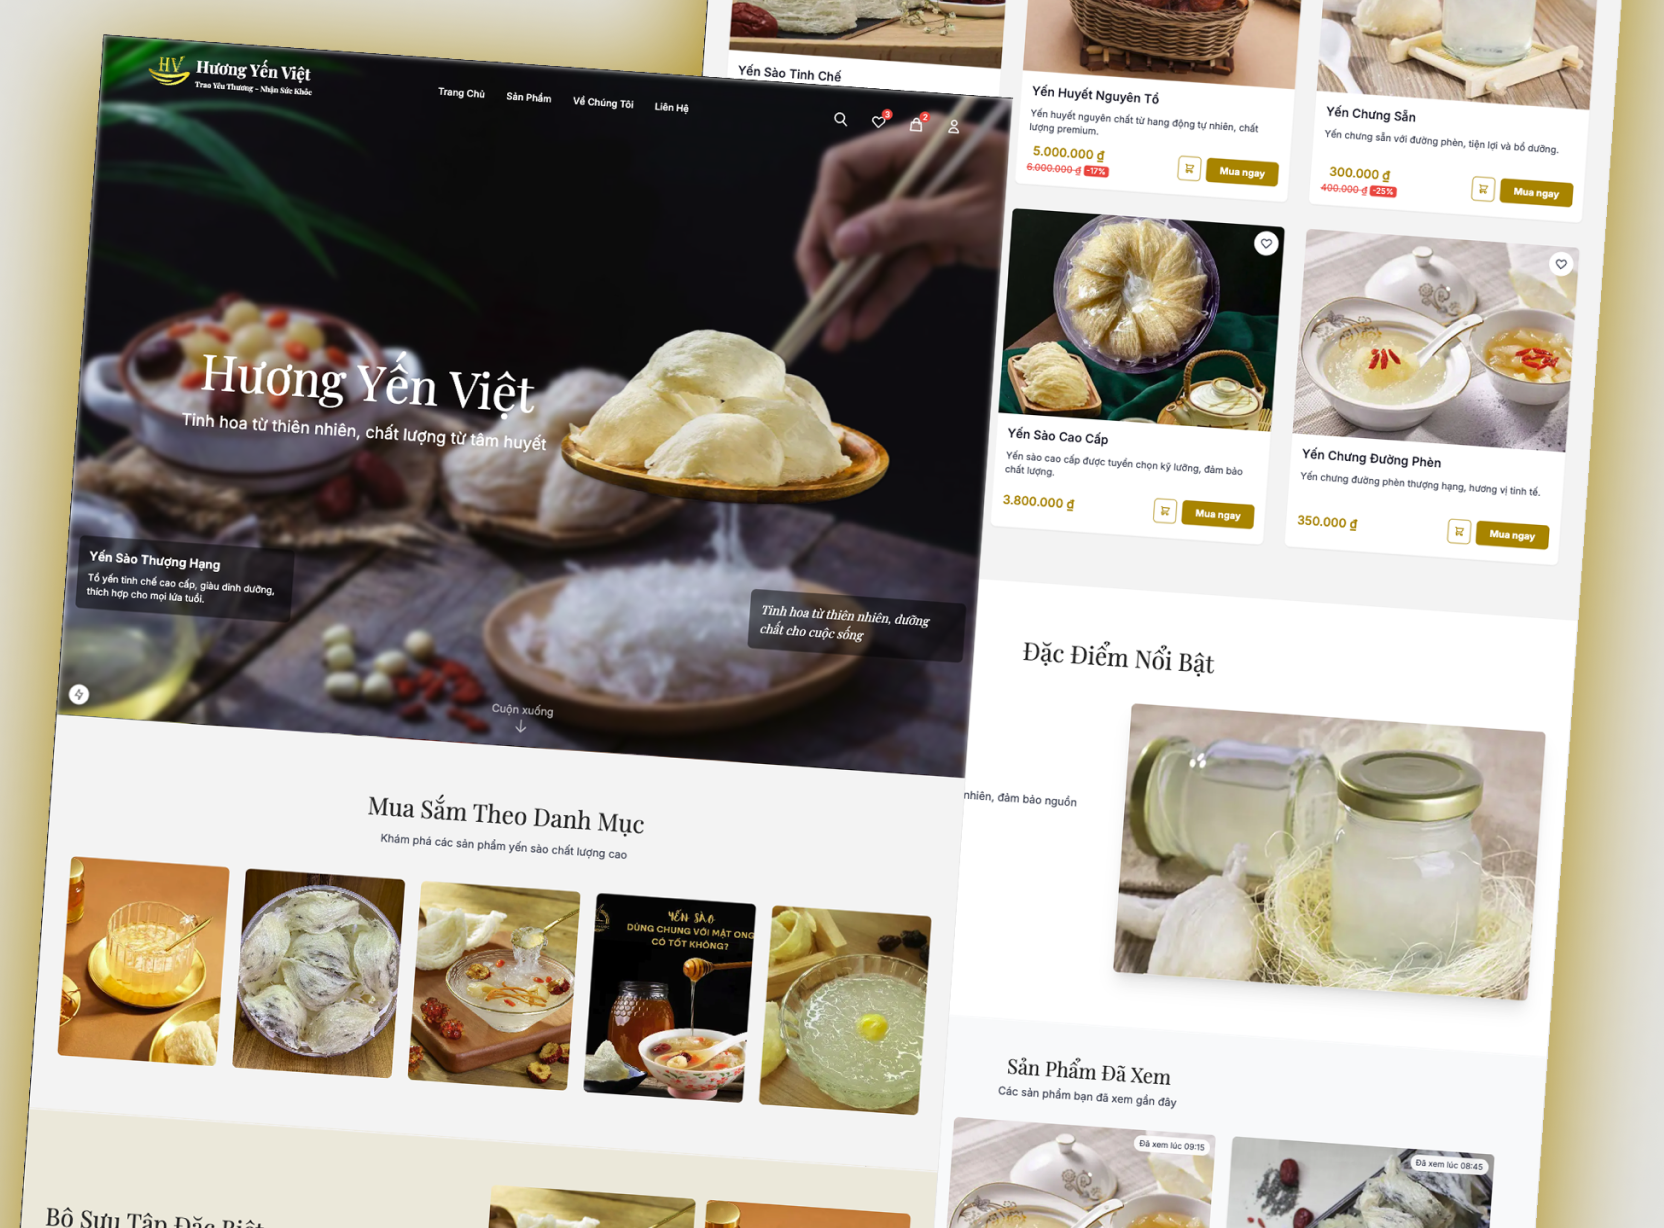 HV
Hương Yến Việt
Trao Yêu Thương - Nhận Sức Khỏe
Trang Chủ
Sản Phẩm
Về Chúng Tôi
Liên Hệ
3
2
Hương Yến Việt
Tinh hoa từ thiên nhiên, chất lượng từ tâm huyết
Yến Sào Thượng Hạng
Tổ yến tinh chế cao cấp, giàu dinh dưỡng,
thích hợp cho mọi lứa tuổi.
Tinh hoa từ thiên nhiên, dưỡng
chất cho cuộc sống
Cuộn xuống
Mua Sắm Theo Danh Mục
Khám phá các sản phẩm yến sào chất lượng cao
YẾN SÀO
DÙNG CHUNG VỚI MẬT ONG
CÓ TỐT KHÔNG?
Bộ Sưu Tập Đặc Biệt
Yến Sào Tinh Chế
Yến Huyết Nguyên Tổ
Yến huyết nguyên chất từ hang động tự nhiên, chất
lượng premium.
5.000.000 ₫
6.000.000 ₫ -17%
Mua ngay
Yến Chưng Sẵn
Yến chưng sẵn với đường phèn, tiện lợi và bổ dưỡng.
300.000 ₫
400.000 ₫ -25%
Mua ngay
Yến Sào Cao Cấp
Yến sào cao cấp được tuyển chọn kỹ lưỡng, đảm bảo
chất lượng.
3.800.000 ₫
Mua ngay
Yến Chưng Đường Phèn
Yến chưng đường phèn thượng hạng, hương vị tinh tế.
350.000 ₫
Mua ngay
Đặc Điểm Nổi Bật
nhiên, đảm bảo nguồn
Sản Phẩm Đã Xem
Các sản phẩm bạn đã xem gần đây
Đã xem lúc 09:15
Đã xem lúc 08:45